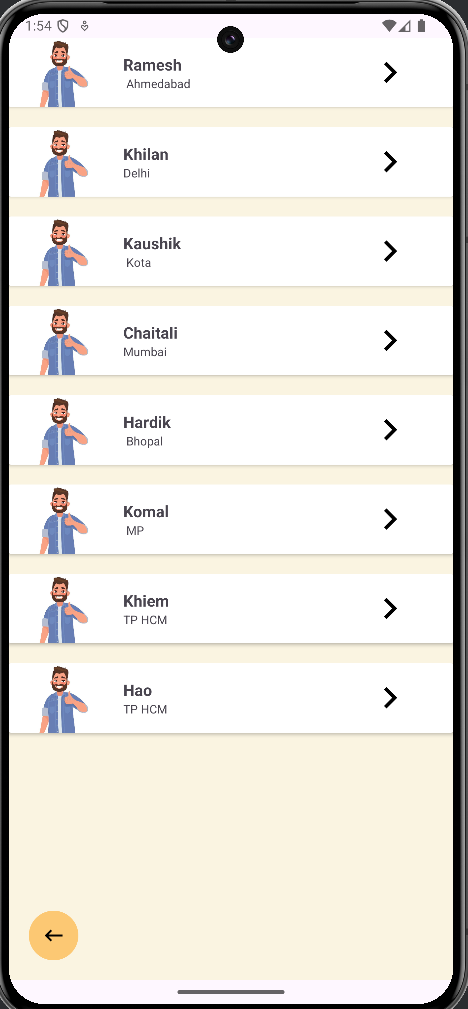 1:54
Ramesh
Ahmedabad
Khilan
Delhi
Kaushik
Kota
Chaitali
Mumbai
Hardik
Bhopal
Komal
MP
Khiem
TP HCM
Hao
TP HCM